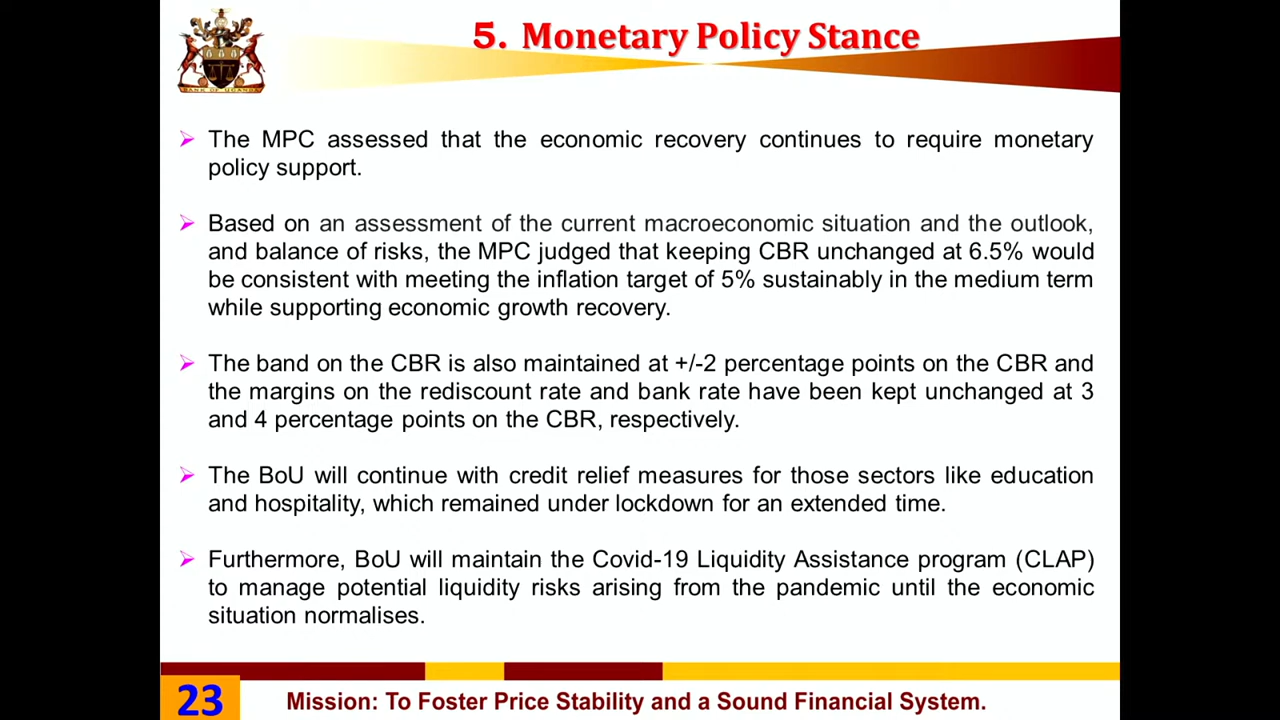 5. Monetary Policy Stance
BANK OF UGANDA
The MPC assessed that the economic recovery continues to require monetary
policy support.
Based on an assessment of the current macroeconomic situation and the outlook,
and balance of risks, the MPC judged that keeping CBR unchanged at 6.5% would
be consistent with meeting the inflation target of 5% sustainably in the medium term
while supporting economic growth recovery.
The band on the CBR is also maintained at +/-2 percentage points on the CBR and
the margins on the rediscount rate and bank rate have been kept unchanged at 3
and 4 percentage points on the CBR, respectively.
The BoU will continue with credit relief measures for those sectors like education
and hospitality, which remained under lockdown for an extended time.
Furthermore, BoU will maintain the Covid-19 Liquidity Assistance program (CLAP)
to manage potential liquidity risks arising from the pandemic until the economic
situation normalises.
23
Mission: To Foster Price Stability and a Sound Financial System.